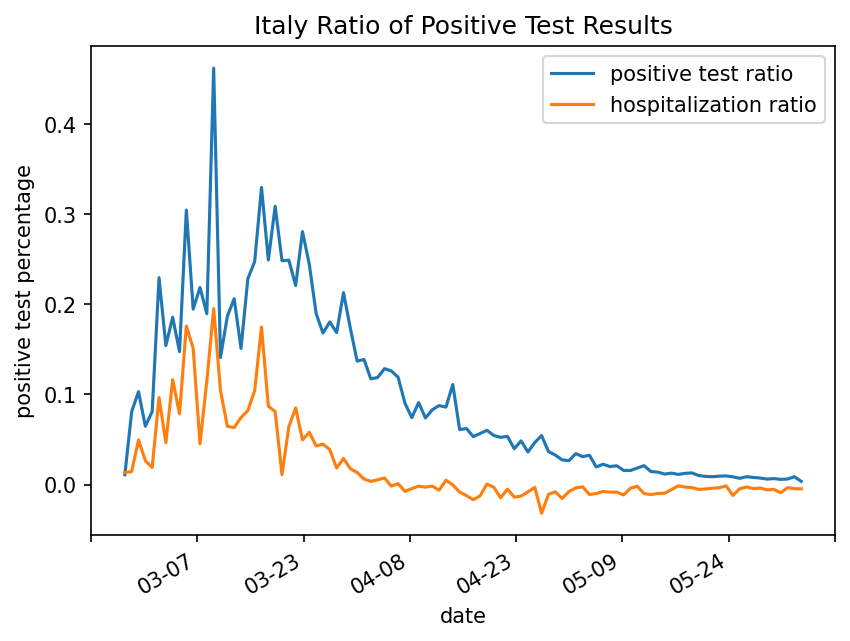 Italy Ratio of Positive Test Results
positive test ratio
hospitalization ratio
positive test percentage
0.4
0.3
0.2
0.1
0.0
03-07
03-23
04-08
04-23
05-09
05-24
date